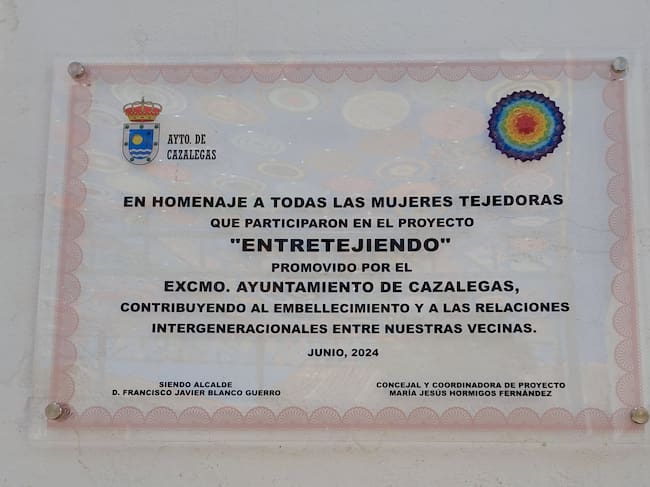 AYTO. DE
CAZALEGAS
EN HOMENAJE A TODAS LAS MUJERES TEJEDORAS
QUE PARTICIPARON EN EL PROYECTO
"ENTRETEJIENDO"
PROMOVIDO POR EL
EXCMO. AYUNTAMIENTO DE CAZALEGAS,
CONTRIBUYENDO AL EMBELLECIMIENTO Y A LAS RELACIONES
INTERGENERACIONALES ENTRE NUESTRAS VECINAS.
JUNIO, 2024
SIENDO ALCALDE
D. FRANCISCO JAVIER BLANCO GUERRO
CONCEJAL Y COORDINADORA DE PROYECTO
MARÍA JESÚS HORMIGOS FERNÁNDEZ